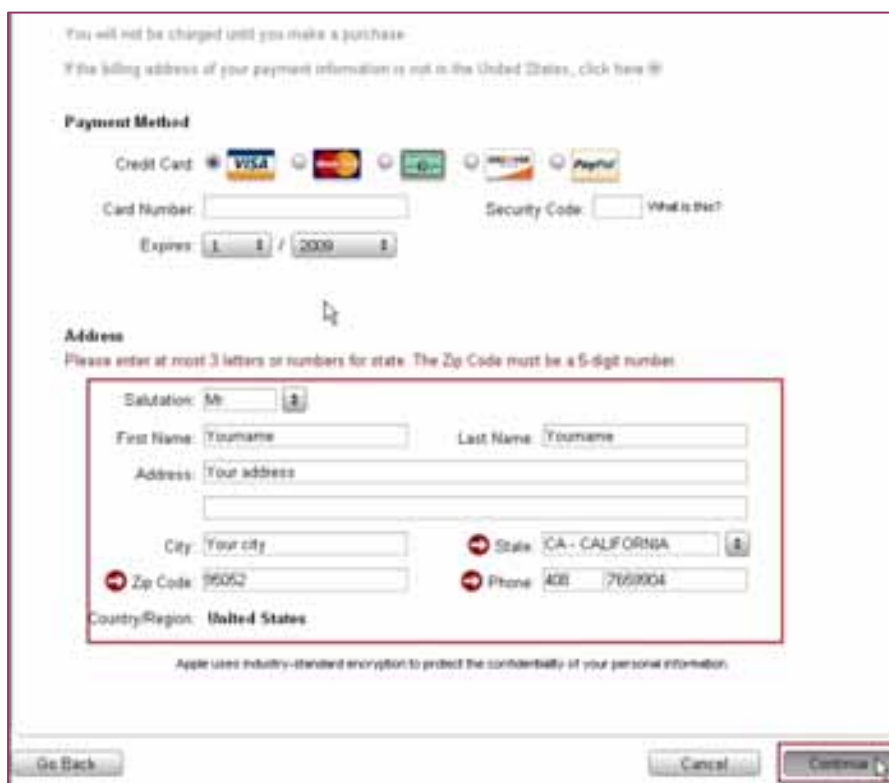 You will not be charged until you make a purchase
If the billing address of your payment information is not in the United States, click here
Payment Method
Credit Card: VISA PayPal
Card Number: Security Code: What is this?
Expires: 1 / 2009
Address
Please enter at most 3 letters or numbers for state. The Zip Code must be a 5-digit number.
Salutation: Mr.
First Name: Yourname Last Name: Yourname
Address: Your address
City: Your city State: CA - CALIFORNIA
Zip Code: 95052 Phone: 408
Country/Region: United States
Apple uses industry-standard encryption to protect the confidentiality of your personal information.
Go Back Cancel Continue